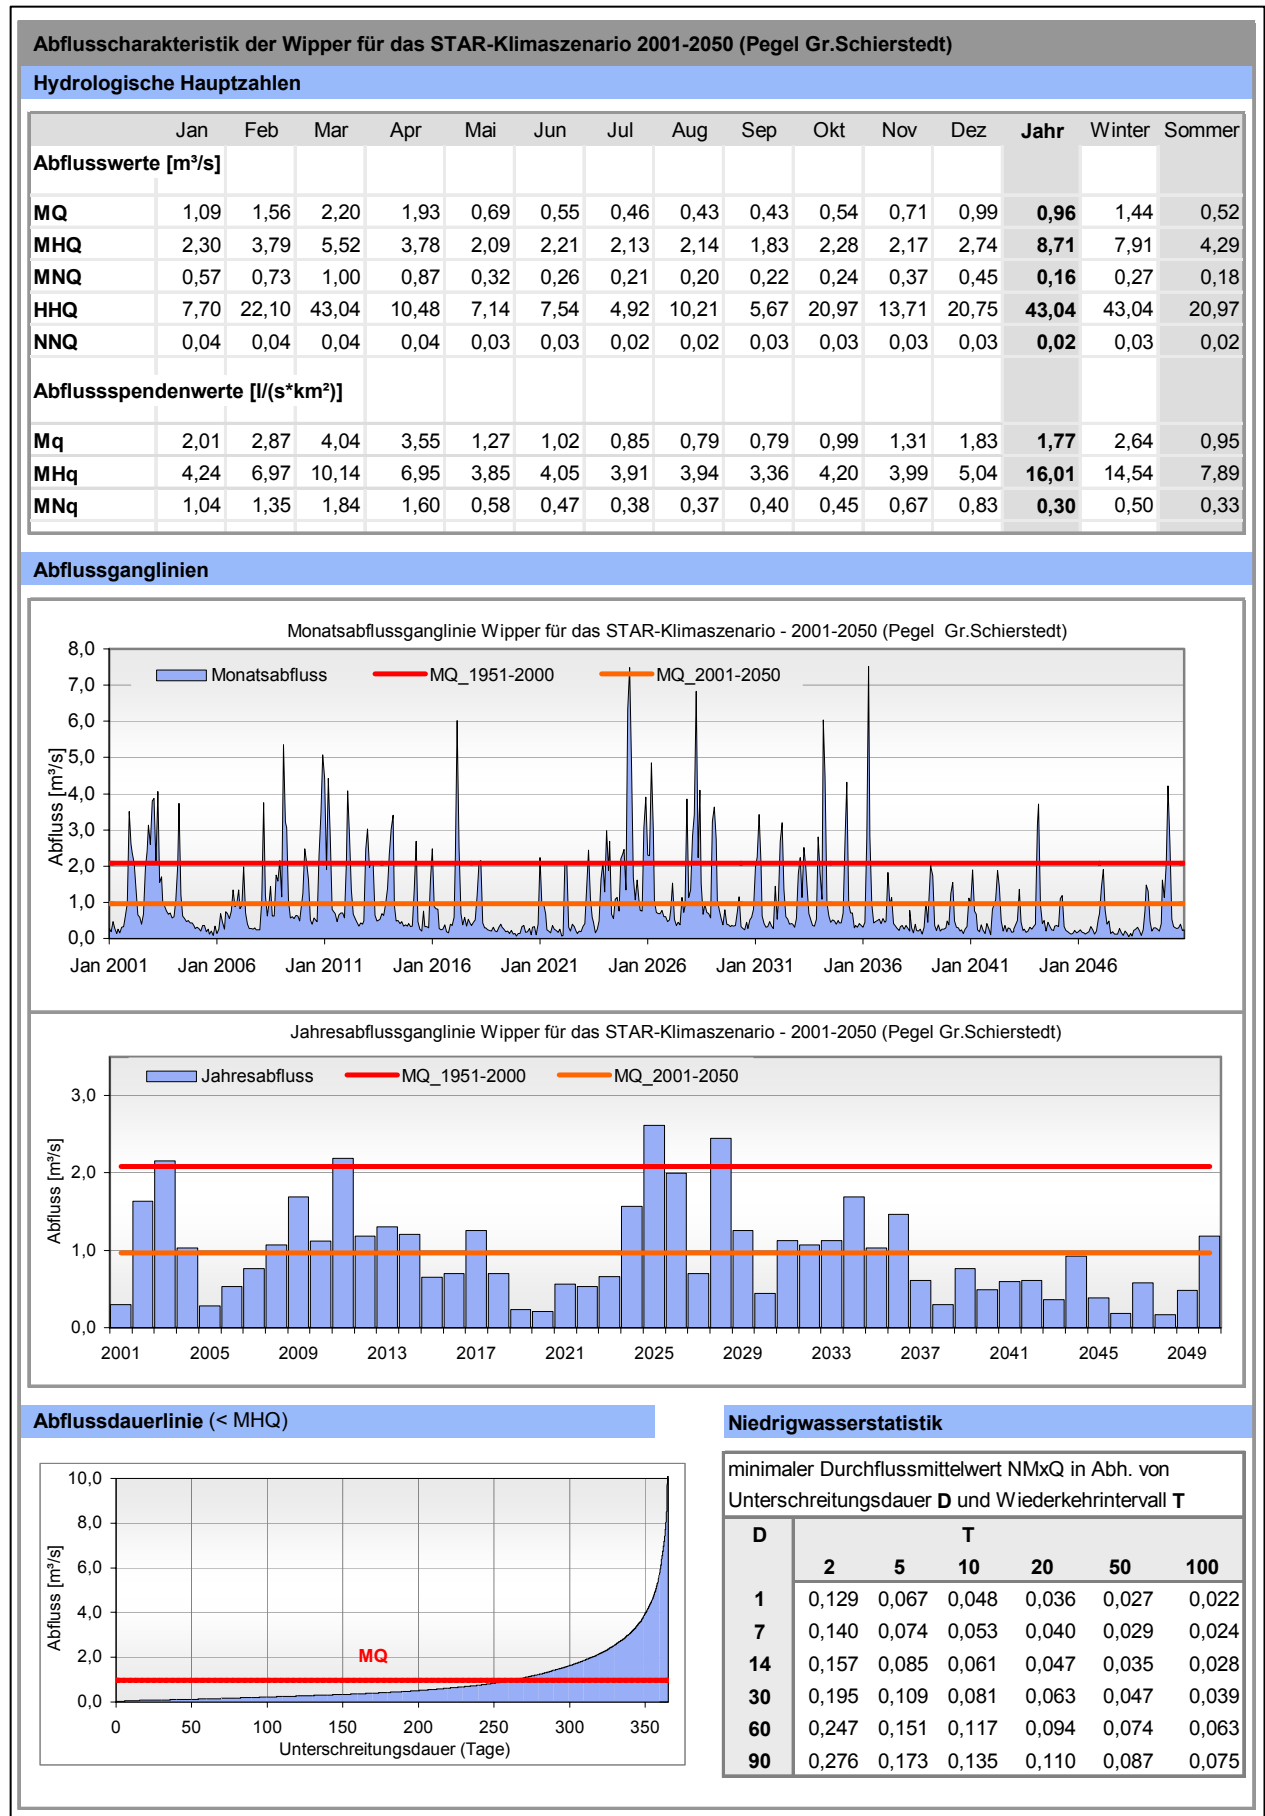 Abflusscharakteristik der Wipper für das STAR-Klimaszenario 2001-2050 (Pegel Gr.Schierstedt)
Hydrologische Hauptzahlen
Jan Feb Mar Apr Mai Jun Jul Aug Sep Okt Nov Dez Jahr Winter Sommer
Abflusswerte [m³/s]
MQ 1,09 1,56 2,20 1,93 0,69 0,55 0,46 0,43 0,43 0,54 0,71 0,99 0,96 1,44 0,52
MHQ 2,30 3,79 5,52 3,78 2,09 2,21 2,13 2,14 1,83 2,28 2,17 2,74 8,71 7,91 4,29
MNQ 0,57 0,73 1,00 0,87 0,32 0,26 0,21 0,20 0,22 0,24 0,37 0,45 0,16 0,27 0,18
HHQ 7,70 22,10 43,04 10,48 7,14 7,54 4,92 10,21 5,67 20,97 13,71 20,75 43,04 43,04 20,97
NNQ 0,04 0,04 0,04 0,04 0,03 0,03 0,02 0,02 0,03 0,03 0,03 0,03 0,02 0,03 0,02
Abflussspendenwerte [l/(s*km²)]
Mq 2,01 2,87 4,04 3,55 1,27 1,02 0,85 0,79 0,79 0,99 1,31 1,83 1,77 2,64 0,95
MHq 4,24 6,97 10,14 6,95 3,85 4,05 3,91 3,94 3,36 4,20 3,99 5,04 16,01 14,54 7,89
MNq 1,04 1,35 1,84 1,60 0,58 0,47 0,38 0,37 0,40 0,45 0,67 0,83 0,30 0,50 0,33
Abflussganglinien
Monatsabflussganglinie Wipper für das STAR-Klimaszenario - 2001-2050 (Pegel Gr.Schierstedt)
Monatsabfluss MQ_1951-2000 MQ_2001-2050
Abfluss [m³/s]
8,0
7,0
6,0
5,0
4,0
3,0
2,0
1,0
0,0
Jan 2001 Jan 2006 Jan 2011 Jan 2016 Jan 2021 Jan 2026 Jan 2031 Jan 2036 Jan 2041 Jan 2046
Jahresabflussganglinie Wipper für das STAR-Klimaszenario - 2001-2050 (Pegel Gr.Schierstedt)
Jahresabfluss MQ_1951-2000 MQ_2001-2050
Abfluss [m³/s]
3,0
2,0
1,0
0,0
2001 2005 2009 2013 2017 2021 2025 2029 2033 2037 2041 2045 2049
Abflussdauerlinie (< MHQ)
Abfluss [m³/s]
10,0
8,0
6,0
4,0
2,0
0,0
MQ
0 50 100 150 200 250 300 350
Unterschreitungsdauer (Tage)
Niedrigwasserstatistik
minimaler Durchflussmittelwert NMxQ in Abh. von
Unterschreitungsdauer D und Wiederkehrintervall T
D T
2 5 10 20 50 100
1 0,129 0,067 0,048 0,036 0,027 0,022
7 0,140 0,074 0,053 0,040 0,029 0,024
14 0,157 0,085 0,061 0,047 0,035 0,028
30 0,195 0,109 0,081 0,063 0,047 0,039
60 0,247 0,151 0,117 0,094 0,074 0,063
90 0,276 0,173 0,135 0,110 0,087 0,075